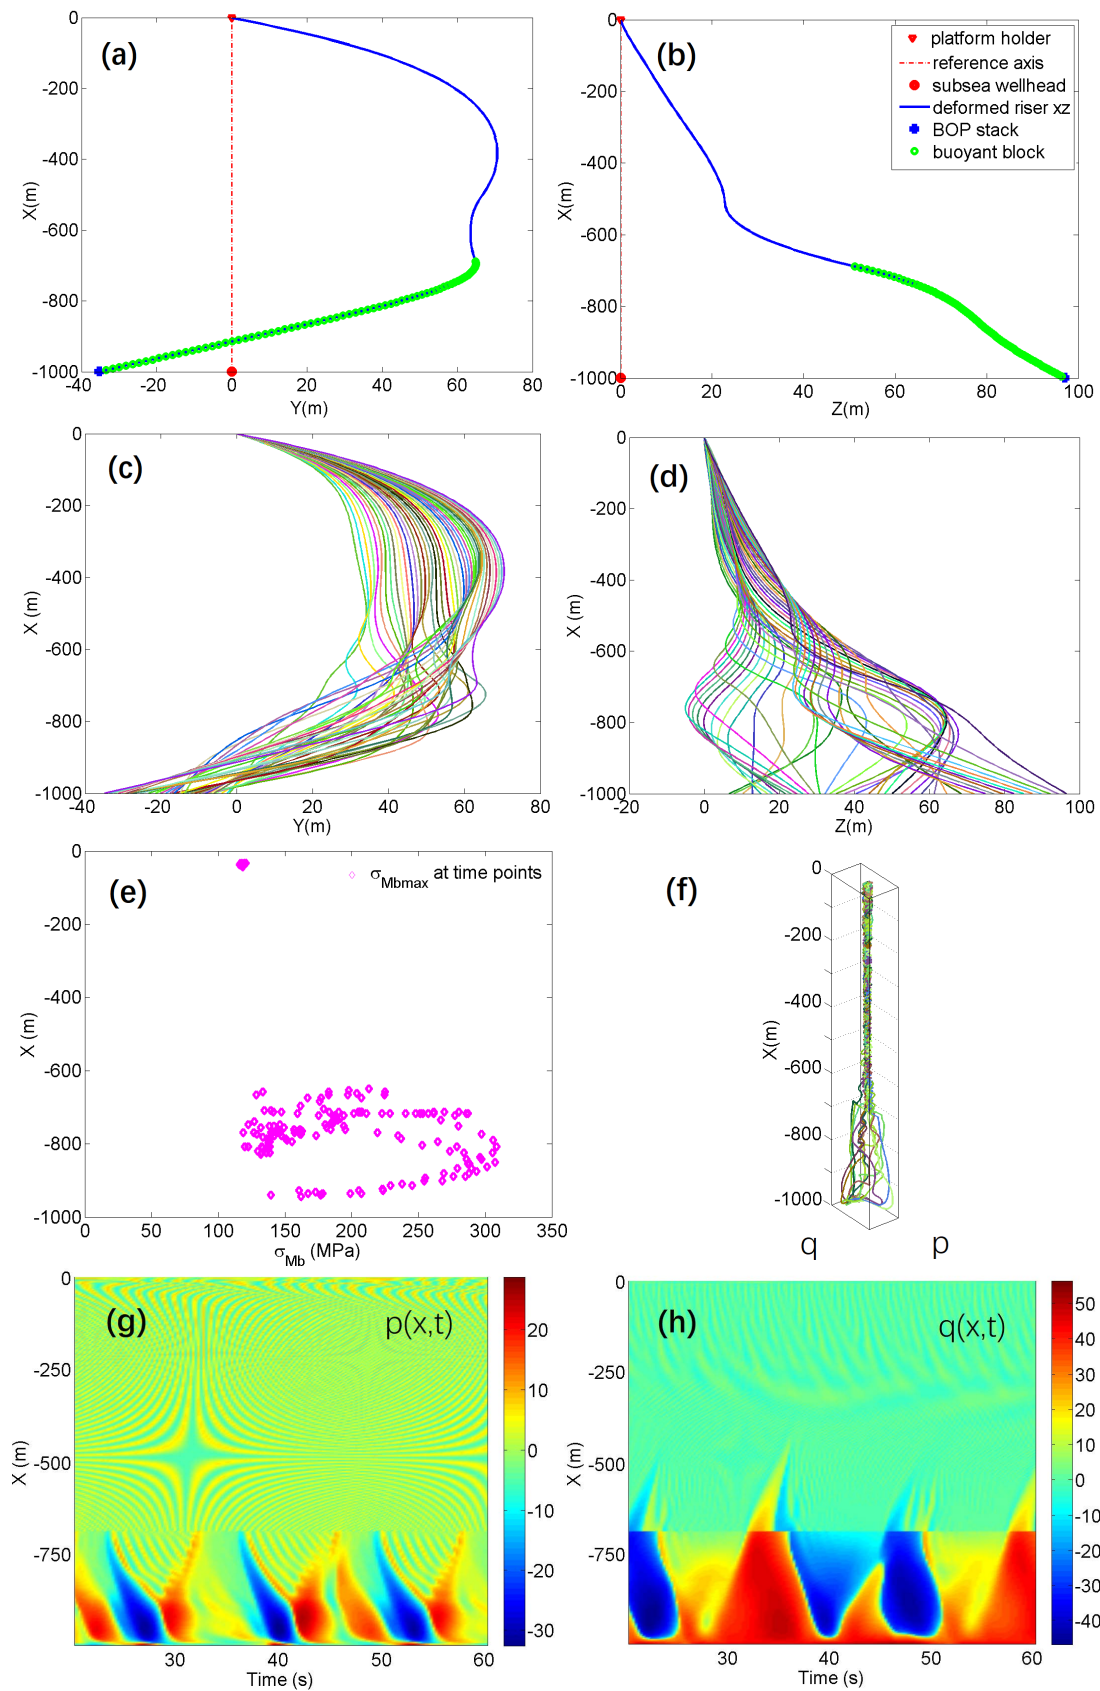 (a)
0
-200
-400
-600
-800
-1000
X(m)
-40 -20 0 20 40 60 80
Y(m)
(b)
0
-200
-400
-600
-800
-1000
X(m)
0 20 40 60 80 100
Z(m)
platform holder
reference axis
subsea wellhead
deformed riser xz
BOP stack
buoyant block
(c)
0
-200
-400
-600
-800
-1000
X (m)
-40 -20 0 20 40 60 80
Y(m)
(d)
0
-200
-400
-600
-800
-1000
X (m)
-20 0 20 40 60 80 100
Z(m)
(e)
σMbmax at time points
0
-200
-400
-600
-800
-1000
X (m)
0 50 100 150 200 250 300 350
σMb (MPa)
(f)
0
-200
-400
-600
-800
-1000
X(m)
q p
(g)
p(x,t)
0
-250
-500
-750
X (m)
30 40 50 60
Time (s)
20
10
0
-10
-20
-30
(h)
q(x,t)
0
-250
-500
-750
X (m)
30 40 50 60
Time (s)
50
40
30
20
10
0
-10
-20
-30
-40